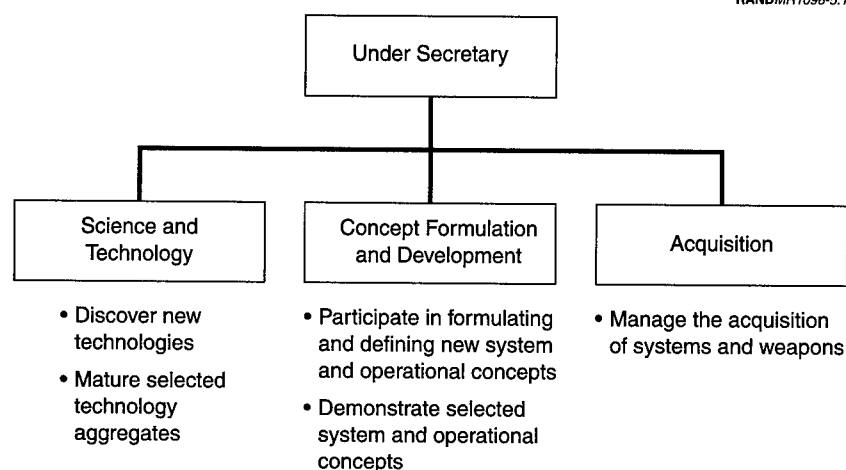 Under Secretary
Science and
Technology
Concept Formulation
and Development
Acquisition
• Discover new
technologies
• Mature selected
technology
aggregates
• Participate in formulating
and defining new system
and operational concepts
• Demonstrate selected
system and operational
concepts
• Manage the acquisition
of systems and weapons